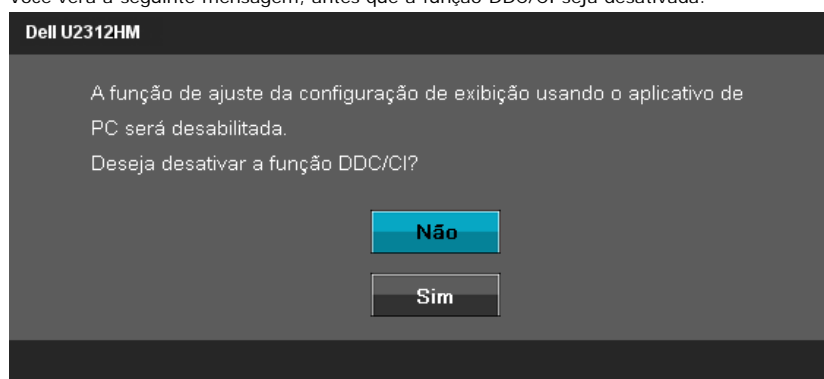 Você verá a seguinte mensagem, antes que a função DDC/CI seja desativada:
Dell U2312HM
A função de ajuste da configuração de exibição usando o aplicativo de
PC será desabilitada.
Deseja desativar a função DDC/CI?
Não
Sim